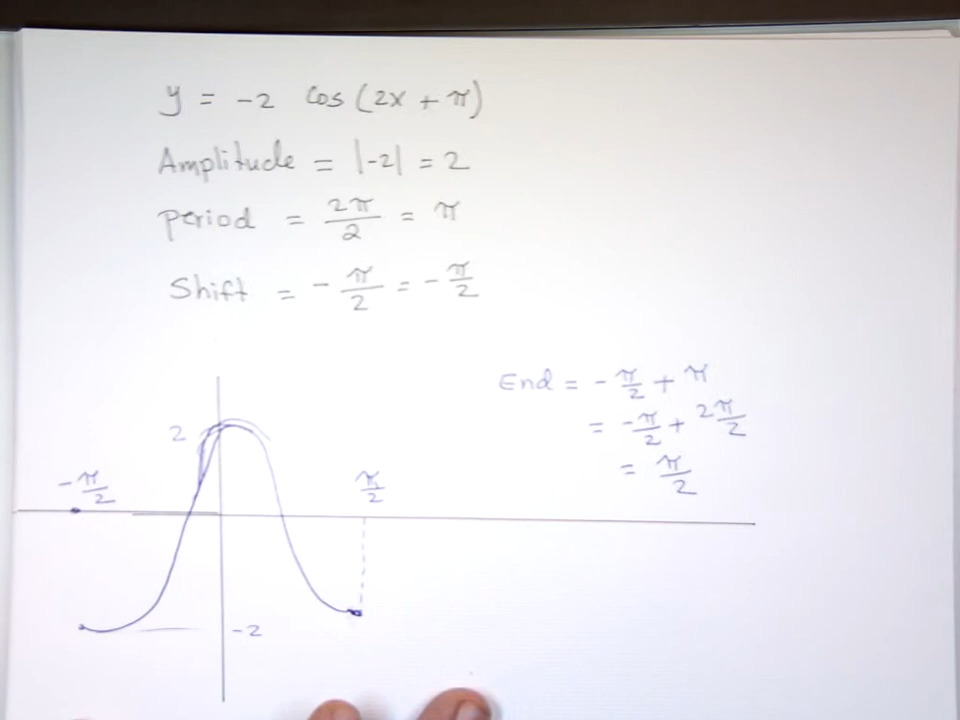 y = -2 cos (2x + π)
Amplitude = |-2| = 2
period = 2π/2 = π
Shift = - π/2 = - π/2
End = - π/2 + π
= - π/2 + 2π/2
= π/2
2
- π/2
π/2
-2